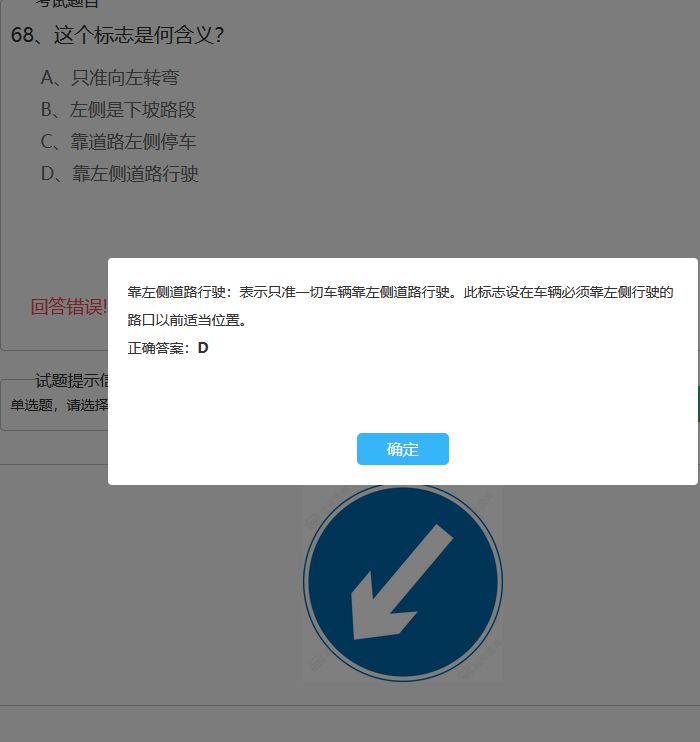 考试题目
68、这个标志是何含义?
A、只准向左转弯
B、左侧是下坡路段
C、靠道路左侧停车
D、靠左侧道路行驶
回答错误!
靠左侧道路行驶：表示只准一切车辆靠左侧道路行驶。此标志设在车辆必须靠左侧行驶的
路口以前适当位置。
正确答案：D
试题提示信
单选题，请选择
确定